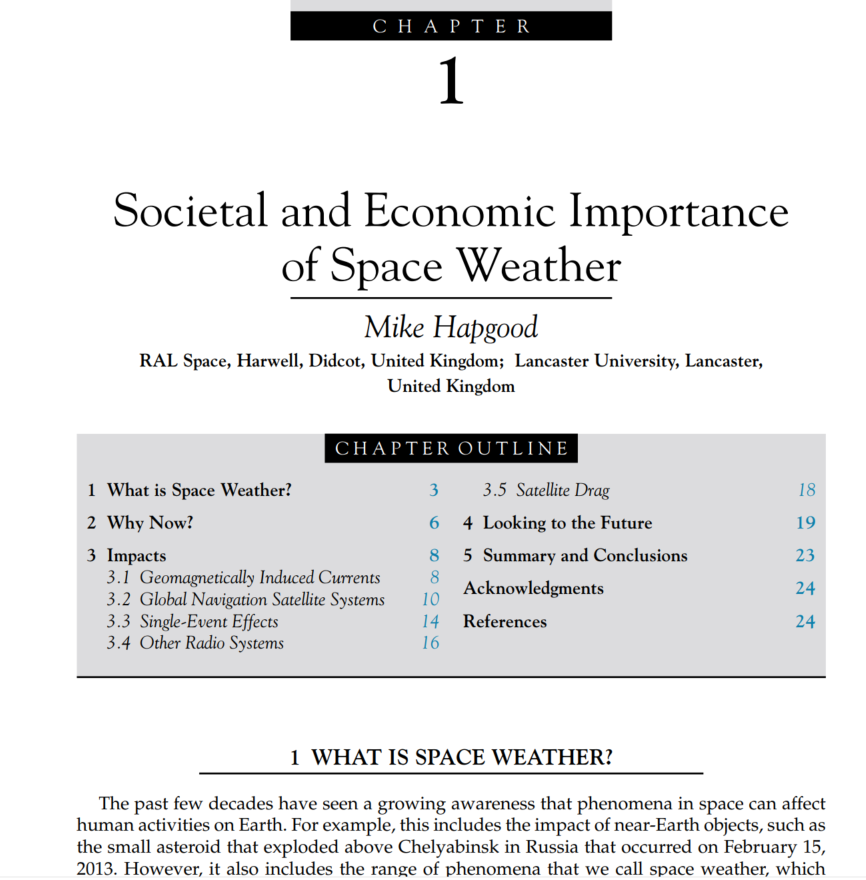 CHAPTER
1
Societal and Economic Importance
of Space Weather
Mike Hapgood
RAL Space, Harwell, Didcot, United Kingdom; Lancaster University, Lancaster,
United Kingdom
CHAPTER OUTLINE
1 What is Space Weather? 3
2 Why Now? 6
3 Impacts 8
3.1 Geomagnetically Induced Currents 8
3.2 Global Navigation Satellite Systems 10
3.3 Single-Event Effects 14
3.4 Other Radio Systems 16
3.5 Satellite Drag 18
4 Looking to the Future 19
5 Summary and Conclusions 23
Acknowledgments 24
References 24
1 WHAT IS SPACE WEATHER?
The past few decades have seen a growing awareness that phenomena in space can affect
human activities on Earth. For example, this includes the impact of near-Earth objects, such as
the small asteroid that exploded above Chelyabinsk in Russia that occurred on February 15,
2013. However, it also includes the range of phenomena that we call space weather, which